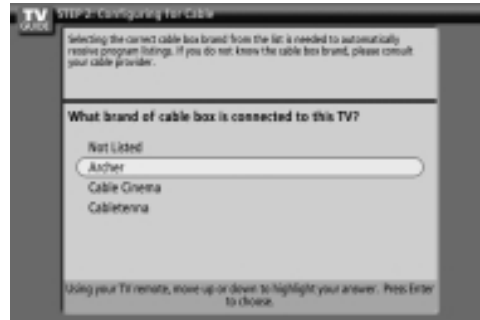 TV
GUIDE
STEP 2: Configuring for Cable
Selecting the correct cable box brand from the list is needed to automatically
receive program listings. If you do not know the cable box brand, please consult
your cable provider.
What brand of cable box is connected to this TV?
Not Listed
Archer
Cable Cinema
Cabletenna
Using your TV remote, move up or down to highlight your answer. Press Enter
to choose.